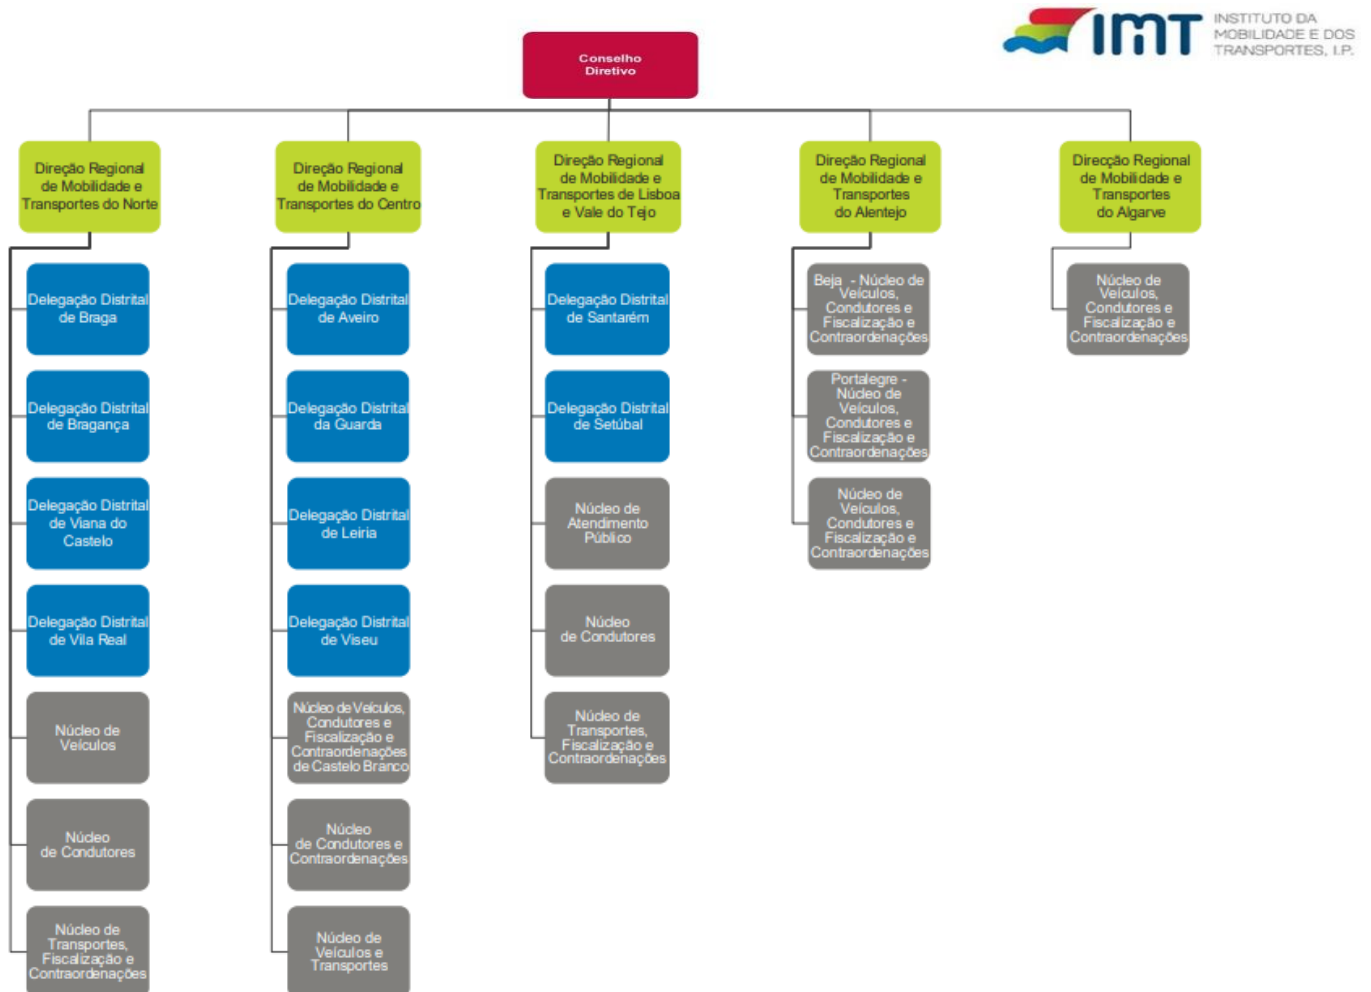 IMT
INSTITUTO DA
MOBILIDADE E DOS
TRANSPORTES, I.P.
Conselho
Diretivo
Direção Regional
de Mobilidade e
Transportes do Norte
Direção Regional
de Mobilidade e
Transportes do Centro
Direção Regional
de Mobilidade e
Transportes de Lisboa
e Vale do Tejo
Direção Regional
de Mobilidade e
Transportes
do Alentejo
Direcção Regional
de Mobilidade e
Transportes
do Algarve
Delegação Distrital
de Braga
Delegação Distrital
de Bragança
Delegação Distrital
de Viana do
Castelo
Delegação Distrital
de Vila Real
Núcleo de
Veículos
Núcleo
de Condutores
Núcleo de
Transportes,
Fiscalização e
Contraordenações
Delegação Distrital
de Aveiro
Delegação Distrital
da Guarda
Delegação Distrital
de Leiria
Delegação Distrital
de Viseu
Núcleo de Veículos,
Condutores e
Fiscalização e
Contraordenações
de Castelo Branco
Núcleo
de Condutores e
Contraordenações
Núcleo de
Veículos e
Transportes
Delegação Distrital
de Santarém
Delegação Distrital
de Setúbal
Núcleo de
Atendimento
Público
Núcleo
de Condutores
Núcleo de
Transportes,
Fiscalização e
Contraordenações
Beja - Núcleo de
Veículos,
Condutores e
Fiscalização e
Contraordenações
Portalegre -
Núcleo de
Veículos,
Condutores e
Fiscalização e
Contraordenações
Núcleo de
Veículos,
Condutores e
Fiscalização e
Contraordenações
Núcleo de
Veículos,
Condutores e
Fiscalização e
Contraordenações